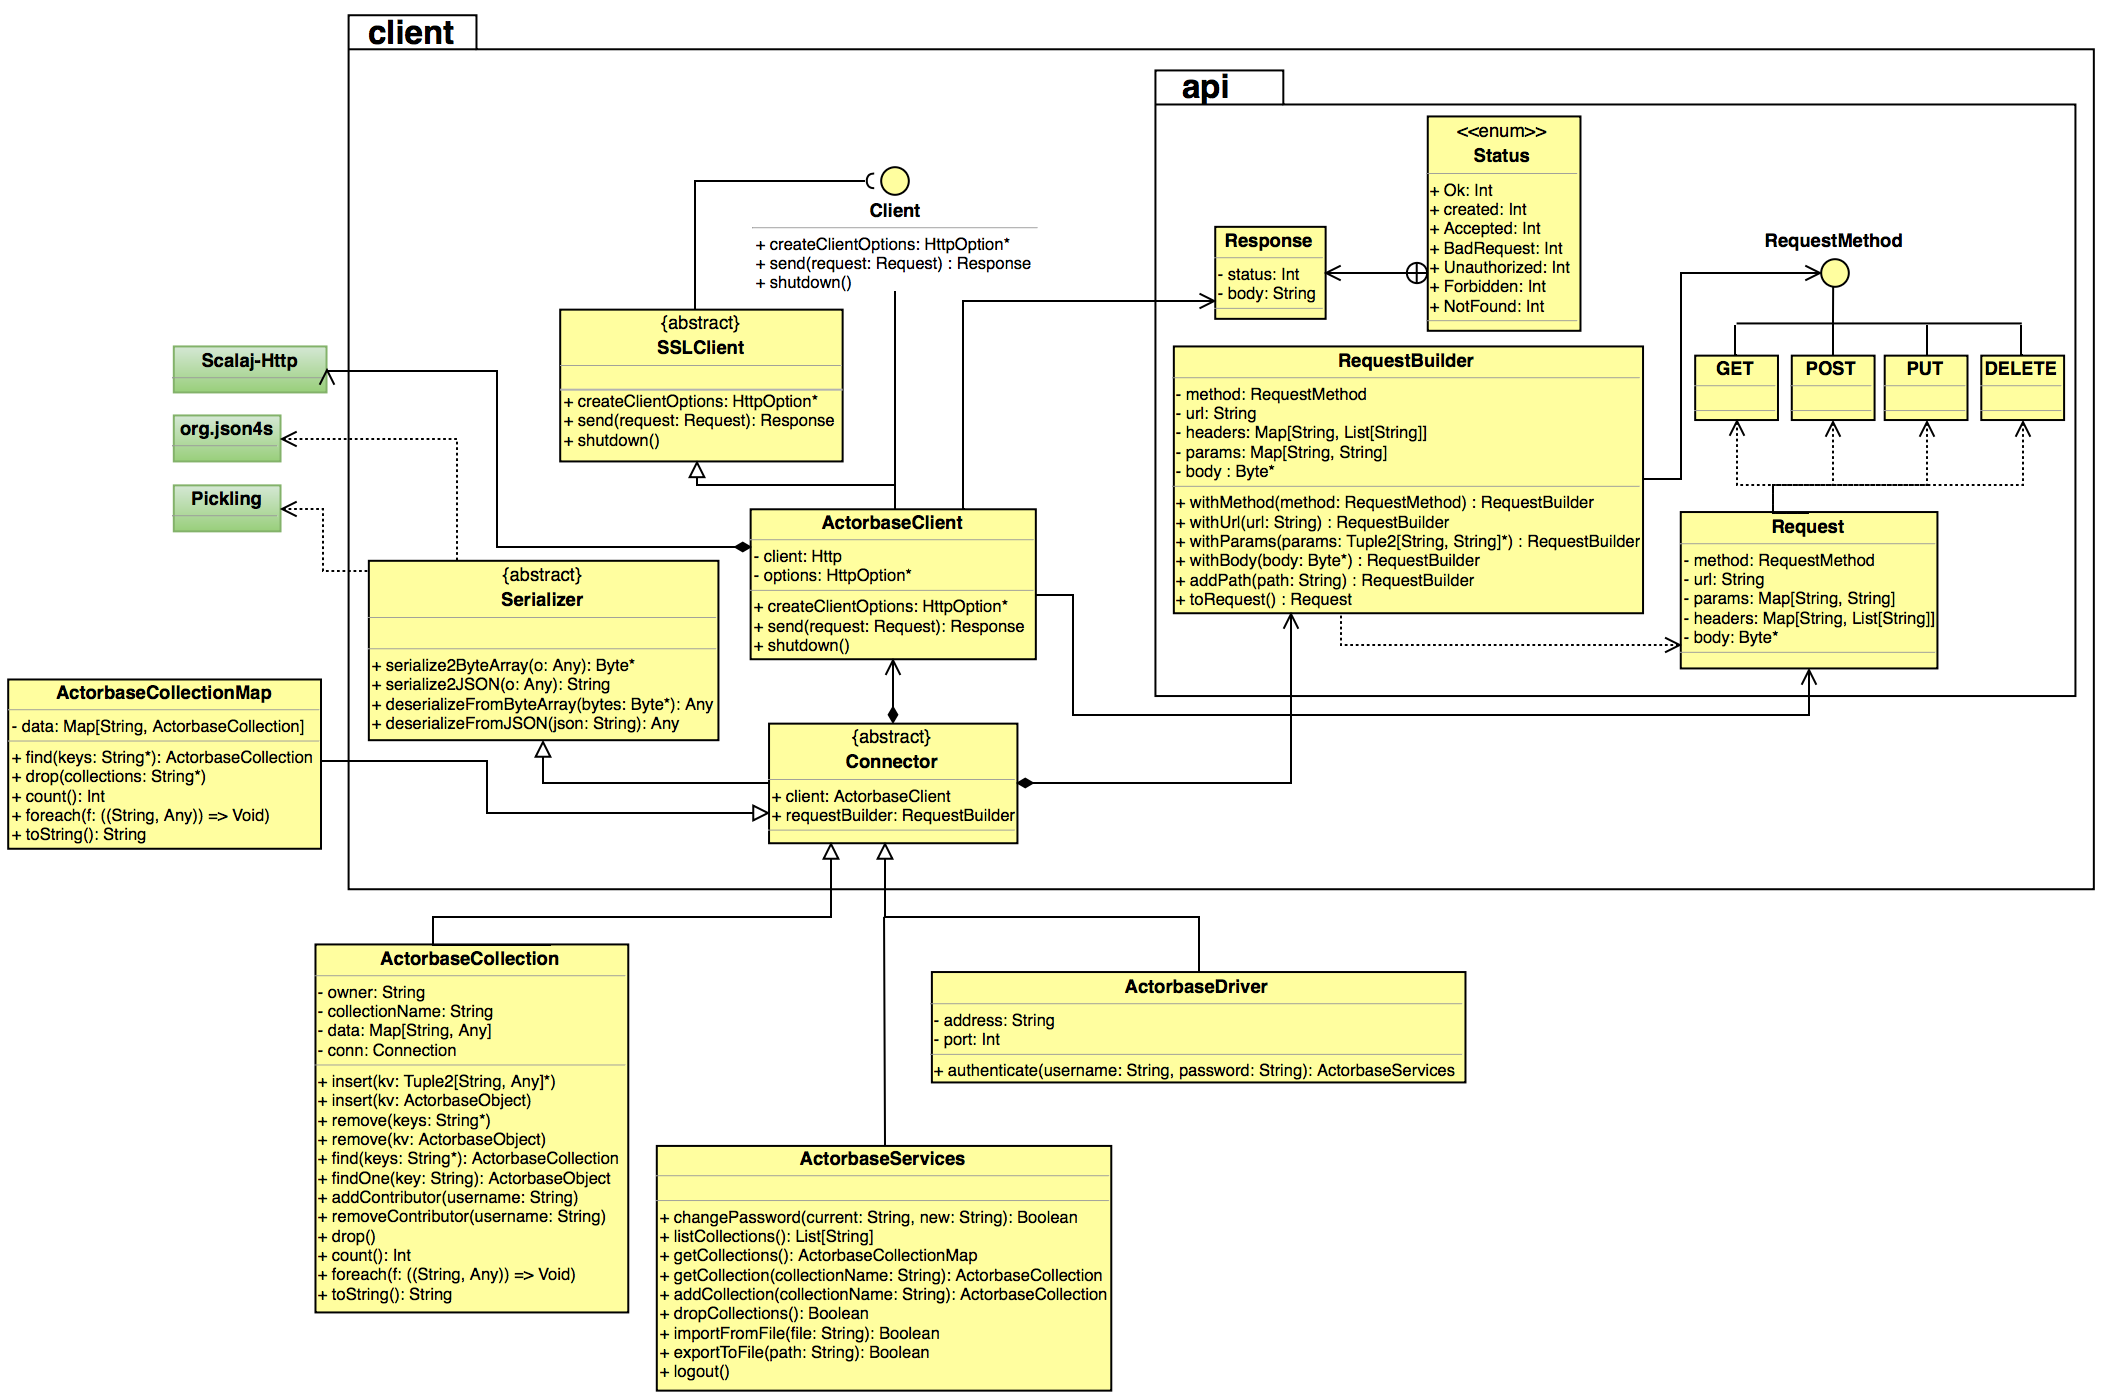 client
api
<<enum>>
Status
+ Ok: Int
+ created: Int
+ Accepted: Int
+ BadRequest: Int
+ Unauthorized: Int
+ Forbidden: Int
+ NotFound: Int
Client
+ createClientOptions: HttpOption*
+ send(request: Request) : Response
+ shutdown()
Response
- status: Int
- body: String
RequestMethod
{abstract}
SSLClient
+ createClientOptions: HttpOption*
+ send(request: Request): Response
+ shutdown()
Scalaj-Http
org.json4s
Pickling
RequestBuilder
- method: RequestMethod
- url: String
- headers: Map[String, List[String]]
- params: Map[String, String]
- body : Byte*
+ withMethod(method: RequestMethod) : RequestBuilder
+ withUrl(url: String) : RequestBuilder
+ withParams(params: Tuple2[String, String]*) : RequestBuilder
+ withBody(body: Byte*) : RequestBuilder
+ addPath(path: String) : RequestBuilder
+ toRequest() : Request
GET
POST
PUT
DELETE
ActorbaseClient
- client: Http
- options: HttpOption*
+ createClientOptions: HttpOption*
+ send(request: Request): Response
+ shutdown()
Request
- method: RequestMethod
- url: String
- params: Map[String, String]
- headers: Map[String, List[String]]
- body: Byte*
{abstract}
Serializer
+ serialize2ByteArray(o: Any): Byte*
+ serialize2JSON(o: Any): String
+ deserializeFromByteArray(bytes: Byte*): Any
+ deserializeFromJSON(json: String): Any
ActorbaseCollectionMap
- data: Map[String, ActorbaseCollection]
+ find(keys: String*): ActorbaseCollection
+ drop(collections: String*)
+ count(): Int
+ foreach(f: ((String, Any)) => Void)
+ toString(): String
{abstract}
Connector
+ client: ActorbaseClient
+ requestBuilder: RequestBuilder
ActorbaseCollection
- owner: String
- collectionName: String
- data: Map[String, Any]
- conn: Connection
+ insert(kv: Tuple2[String, Any]*)
+ insert(kv: ActorbaseObject)
+ remove(keys: String*)
+ remove(kv: ActorbaseObject)
+ find(keys: String*): ActorbaseCollection
+ findOne(key: String): ActorbaseObject
+ addContributor(username: String)
+ removeContributor(username: String)
+ drop()
+ count(): Int
+ foreach(f: ((String, Any)) => Void)
+ toString(): String
ActorbaseDriver
- address: String
- port: Int
+ authenticate(username: String, password: String): ActorbaseServices
ActorbaseServices
+ changePassword(current: String, new: String): Boolean
+ listCollections(): List[String]
+ getCollections(): ActorbaseCollectionMap
+ getCollection(collectionName: String): ActorbaseCollection
+ addCollection(collectionName: String): ActorbaseCollection
+ dropCollections(): Boolean
+ importFromFile(file: String): Boolean
+ exportToFile(path: String): Boolean
+ logout()